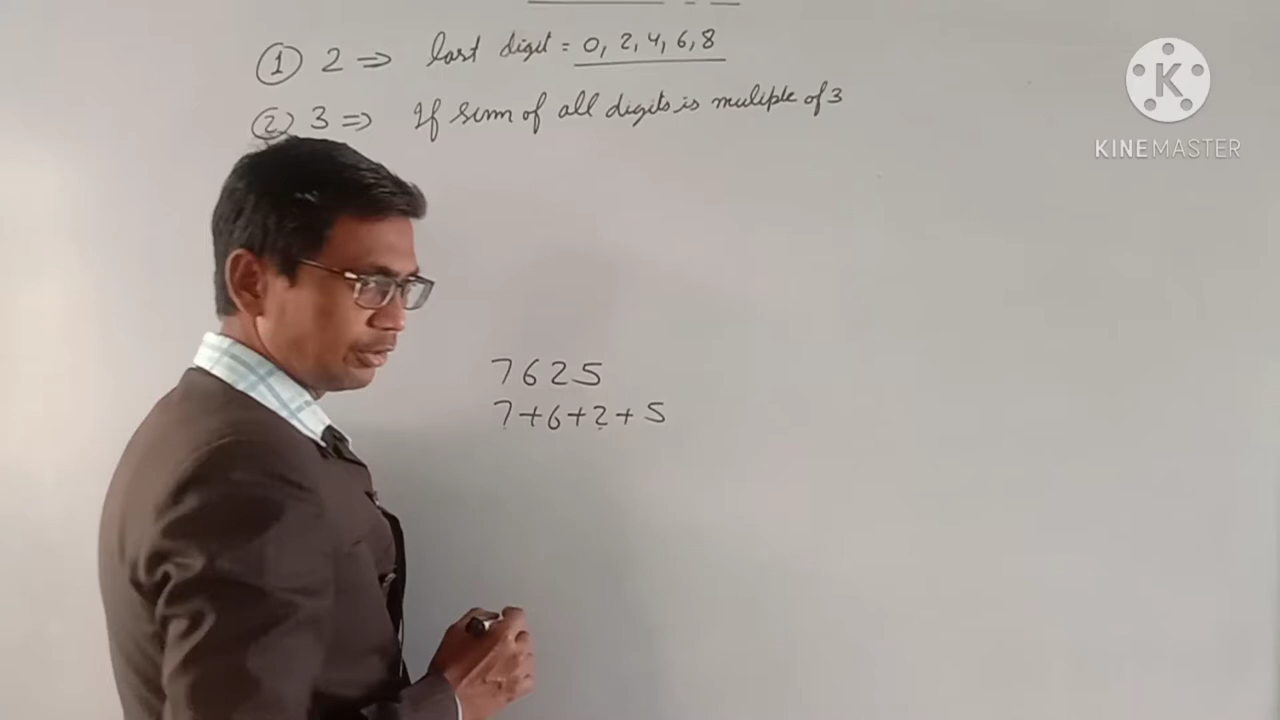 ① 2 ⇒ last digit = 0, 2, 4, 6, 8
② 3 ⇒ If sum of all digits is muliple of 3
7625
7+6+2+5
KINEMASTER